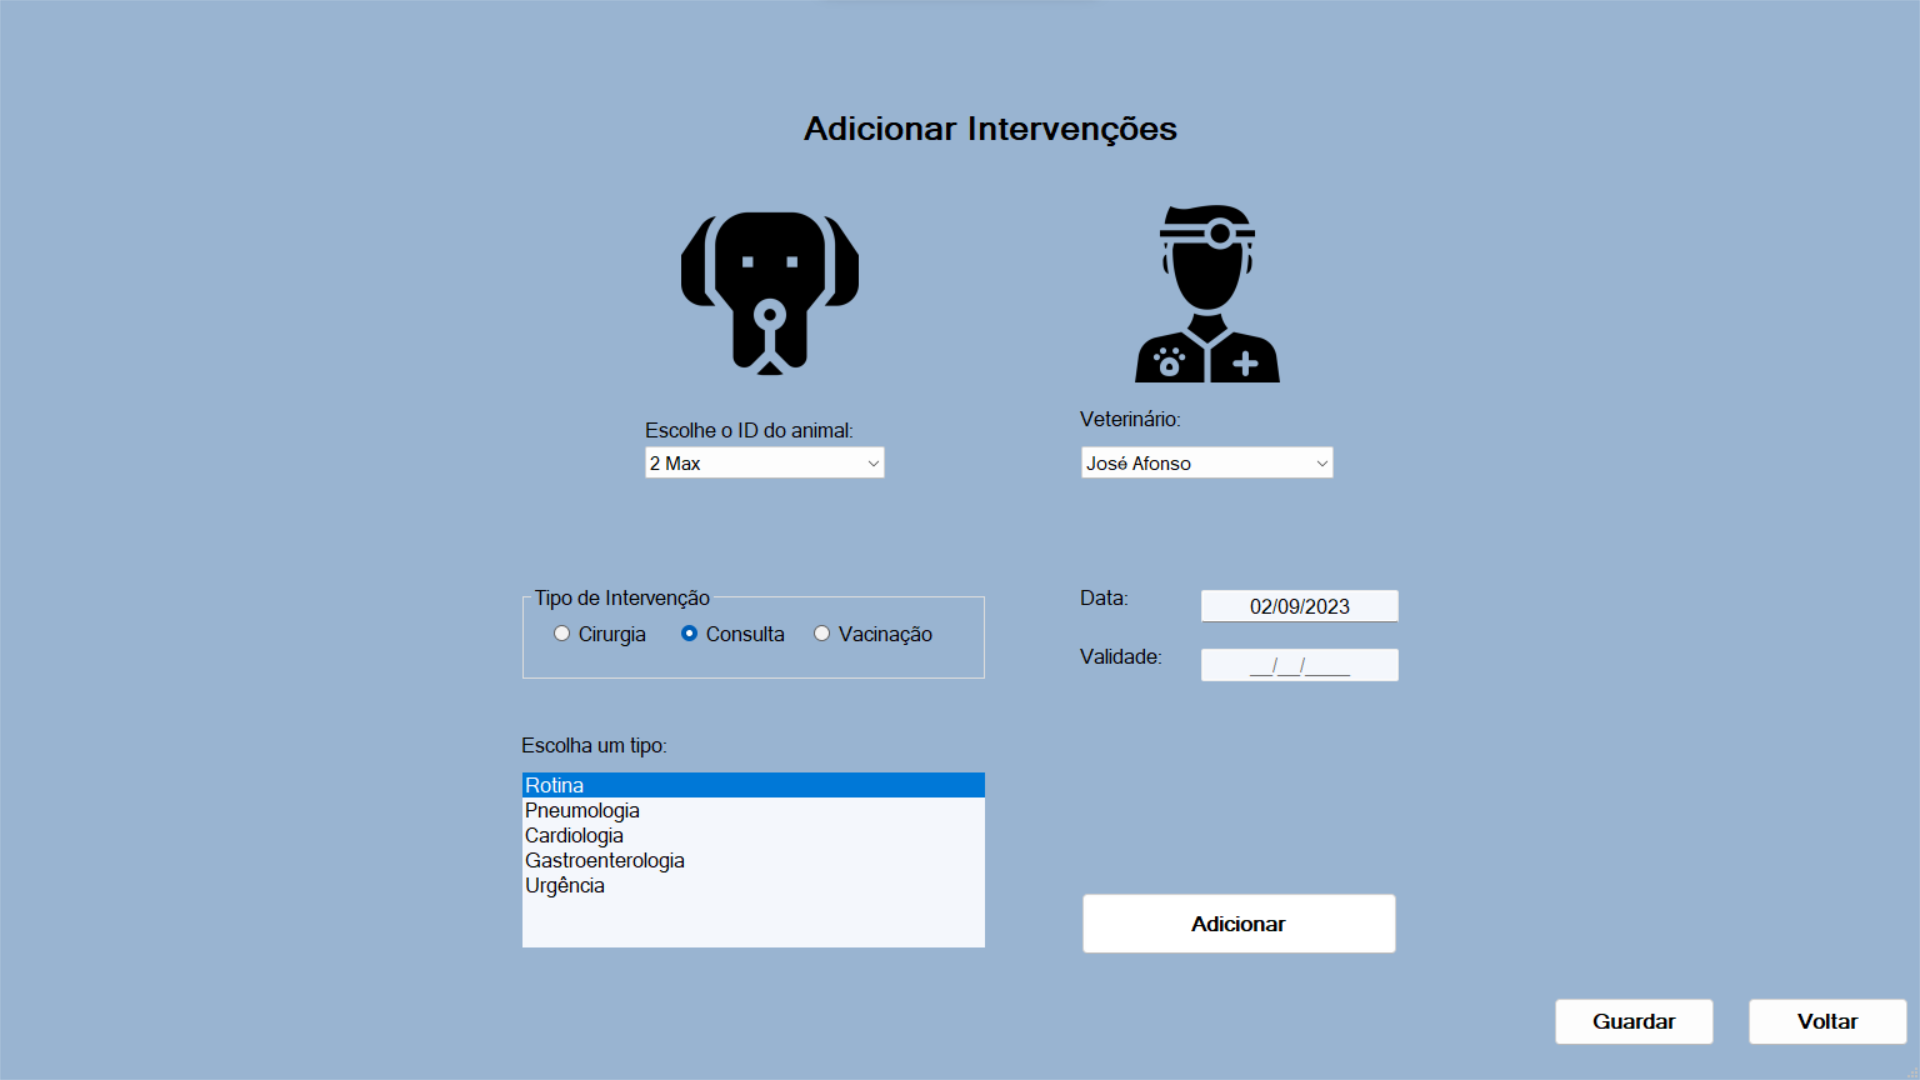 Adicionar Intervenções
Escolhe o ID do animal:
2 Max
Veterinário:
José Afonso
Tipo de Intervenção
Cirurgia
Consulta
Vacinação
Data:
02/09/2023
Validade:
__/__/____
Escolha um tipo:
Rotina
Pneumologia
Cardiologia
Gastroenterologia
Urgência
Adicionar
Guardar
Voltar